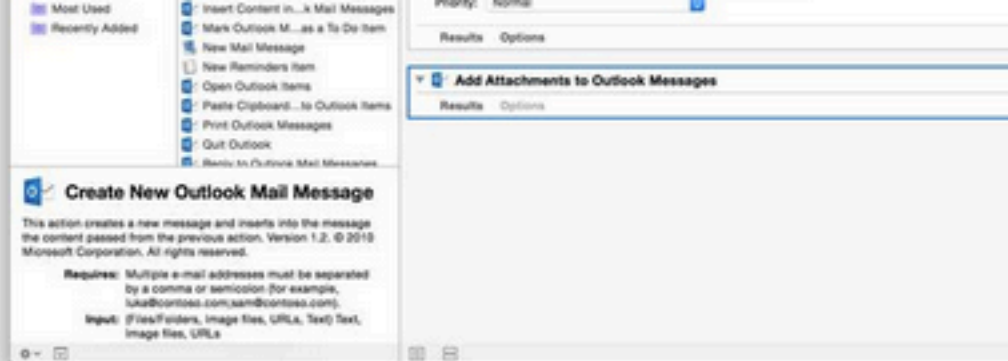 Most Used
Recently Added
Insert Content in...k Mail Messages
Mark Outlook M...as a To Do Item
New Mail Message
New Reminders Item
Open Outlook Items
Paste Clipboard...to Outlook Items
Print Outlook Messages
Quit Outlook
Reply to Outlook Mail Messages
Create New Outlook Mail Message
This action creates a new message and inserts into the message
the content passed from the previous action. Version 1.2. © 2010
Microsoft Corporation. All rights reserved.
Requires: Multiple e-mail addresses must be separated
by a comma or semicolon (for example,
luka@contoso.com;sam@contoso.com).
Input: (Files/Folders, Image files, URLs, Text) Text,
Image files, URLs
Priority: Normal
Results Options
Add Attachments to Outlook Messages
Results Options